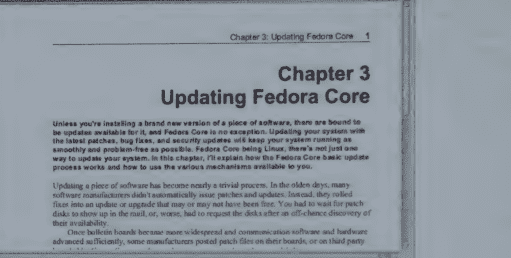 Chapter 3: Updating Fedora Core 1
Chapter 3
Updating Fedora Core
Unless you're installing a brand new version of a piece of software, there are bound to
be updates available for it, and Fedora Core is no exception. Updating your system with
the latest patches, bug fixes, and security updates will keep your system running as
smoothly and problem-free as possible. Fedora Core being Linux, there's not just one
way to update your system. In this chapter, I'll explain how the Fedora Core basic update
process works and how to use the various mechanisms available to you.
Updating a piece of software has become nearly a trivial process. In the olden days, many
software manufacturers didn't automatically issue patches and updates. Instead, they rolled
fixes into an update or upgrade that may or may not have been free. You had to wait for patch
disks to show up in the mail, or, worse, had to request the disks after an off-chance discovery of
their availability.
Once bulletin boards became more widespread and communication software and hardware
advanced sufficiently, some manufacturers posted patch files on their boards, or on third party